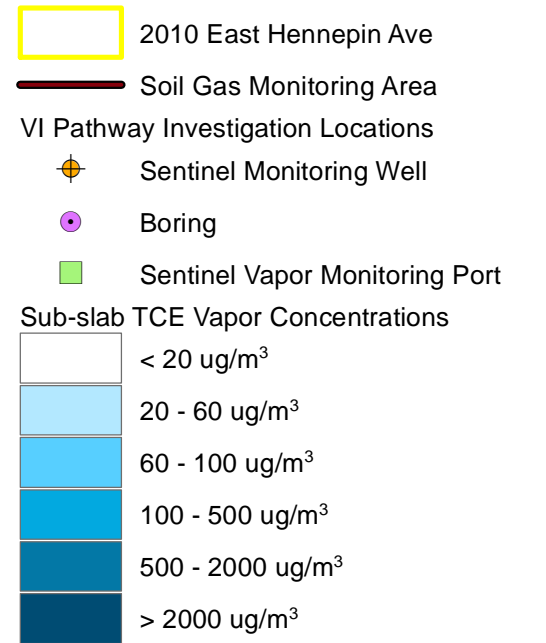 2010 East Hennepin Ave
Soil Gas Monitoring Area
VI Pathway Investigation Locations
Sentinel Monitoring Well
Boring
Sentinel Vapor Monitoring Port
Sub-slab TCE Vapor Concentrations
< 20 ug/m³
20 - 60 ug/m³
60 - 100 ug/m³
100 - 500 ug/m³
500 - 2000 ug/m³
> 2000 ug/m³